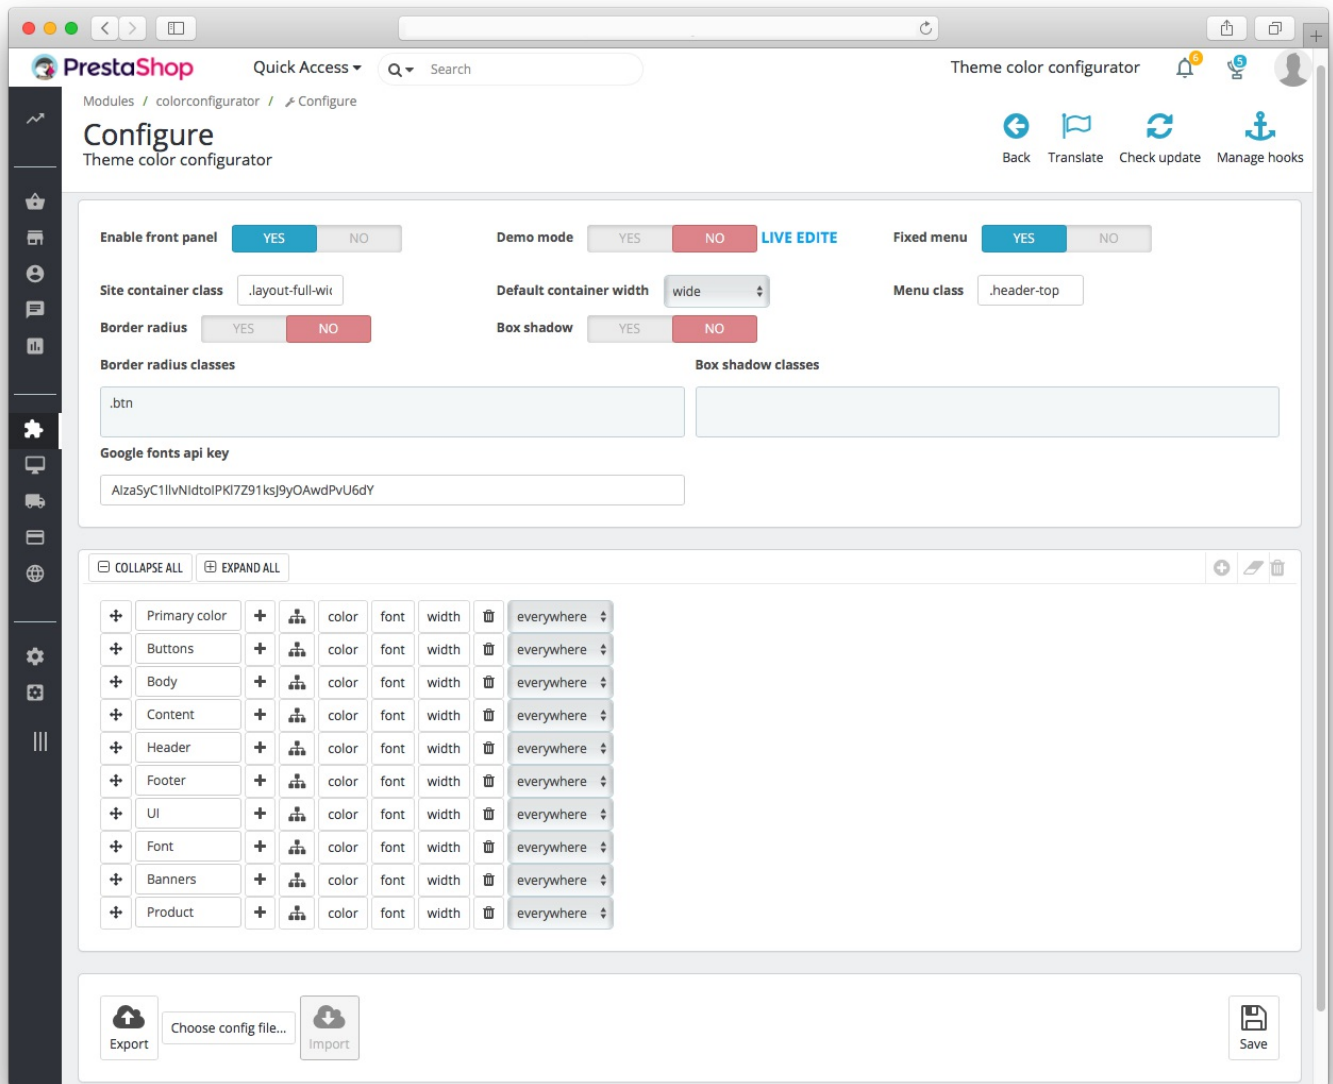 PrestaShop Quick Access Search Theme color configurator 6 5
Modules / colorconfigurator / Configure
Configure
Theme color configurator
Back Translate Check update Manage hooks
Enable front panel YES NO Demo mode YES NO LIVE EDITE Fixed menu YES NO
Site container class .layout-full-wic Default container width wide Menu class .header-top
Border radius YES NO Box shadow YES NO
Border radius classes Box shadow classes
.btn
Google fonts api key
AIzaSyC1llvNIdtoIPKl7Z91ksJ9yOAwdPvU6dY
COLLAPSE ALL EXPAND ALL
Primary color color font width everywhere
Buttons color font width everywhere
Body color font width everywhere
Content color font width everywhere
Header color font width everywhere
Footer color font width everywhere
UI color font width everywhere
Font color font width everywhere
Banners color font width everywhere
Product color font width everywhere
Export Choose config file... Import Save